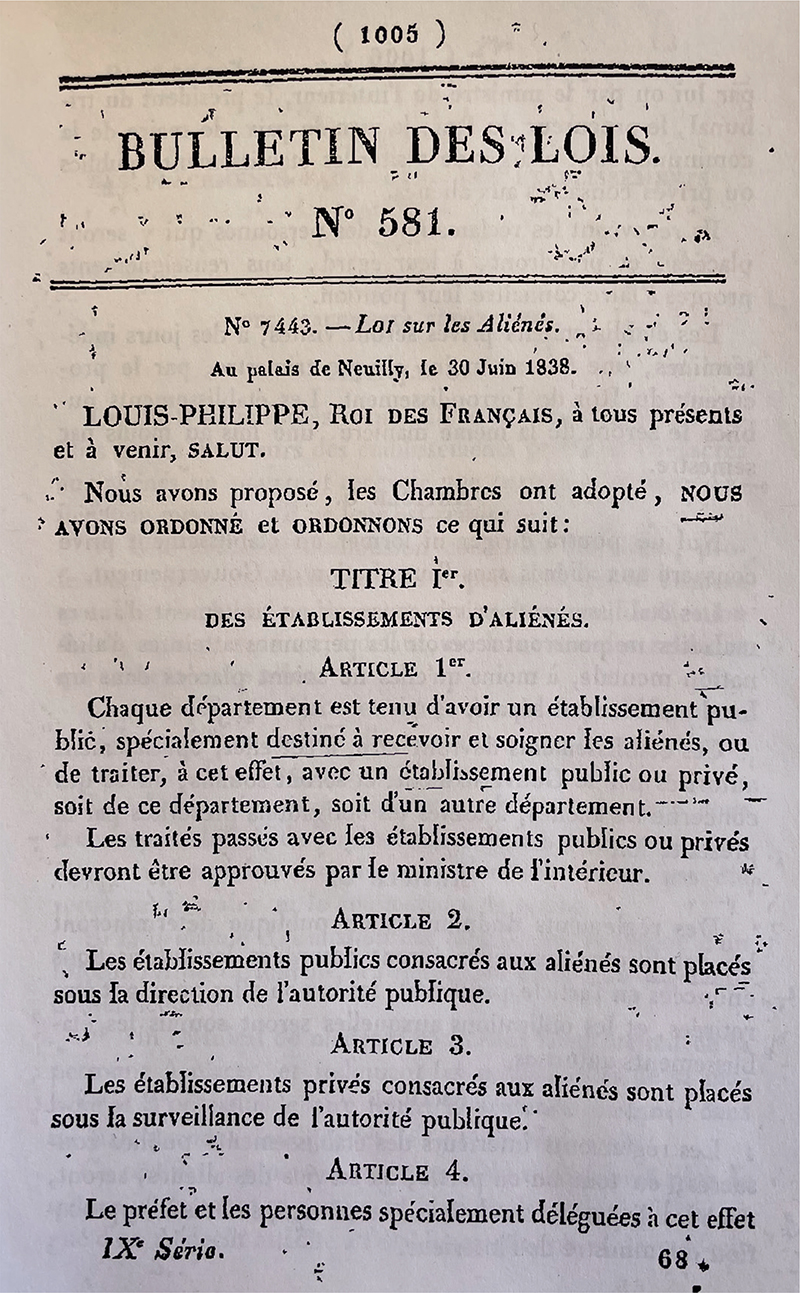 ( 1005 )
BULLETIN DES LOIS.
N° 581.
N° 7443. — LOI sur les Aliénés.
Au palais de Neuilly, le 30 Juin 1838.
LOUIS-PHILIPPE, ROI DES FRANÇAIS, à tous présents
et à venir, SALUT.
Nous avons proposé, les Chambres ont adopté, NOUS
AVONS ORDONNÉ et ORDONNONS ce qui suit:
TITRE Ier.
DES ÉTABLISSEMENTS D'ALIÉNÉS.
ARTICLE 1er.
Chaque département est tenu d'avoir un établissement pu-
blic, spécialement destiné à recevoir et soigner les aliénés, ou
de traiter, à cet effet, avec un établissement public ou privé,
soit de ce département, soit d'un autre département.
Les traités passés avec les établissements publics ou privés
devront être approuvés par le ministre de l'intérieur.
ARTICLE 2.
Les établissements publics consacrés aux aliénés sont placés
sous la direction de l'autorité publique.
ARTICLE 3.
Les établissements privés consacrés aux aliénés sont placés
sous la surveillance de l'autorité publique.
ARTICLE 4.
Le préfet et les personnes spécialement déléguées à cet effet
IXe Série. 68